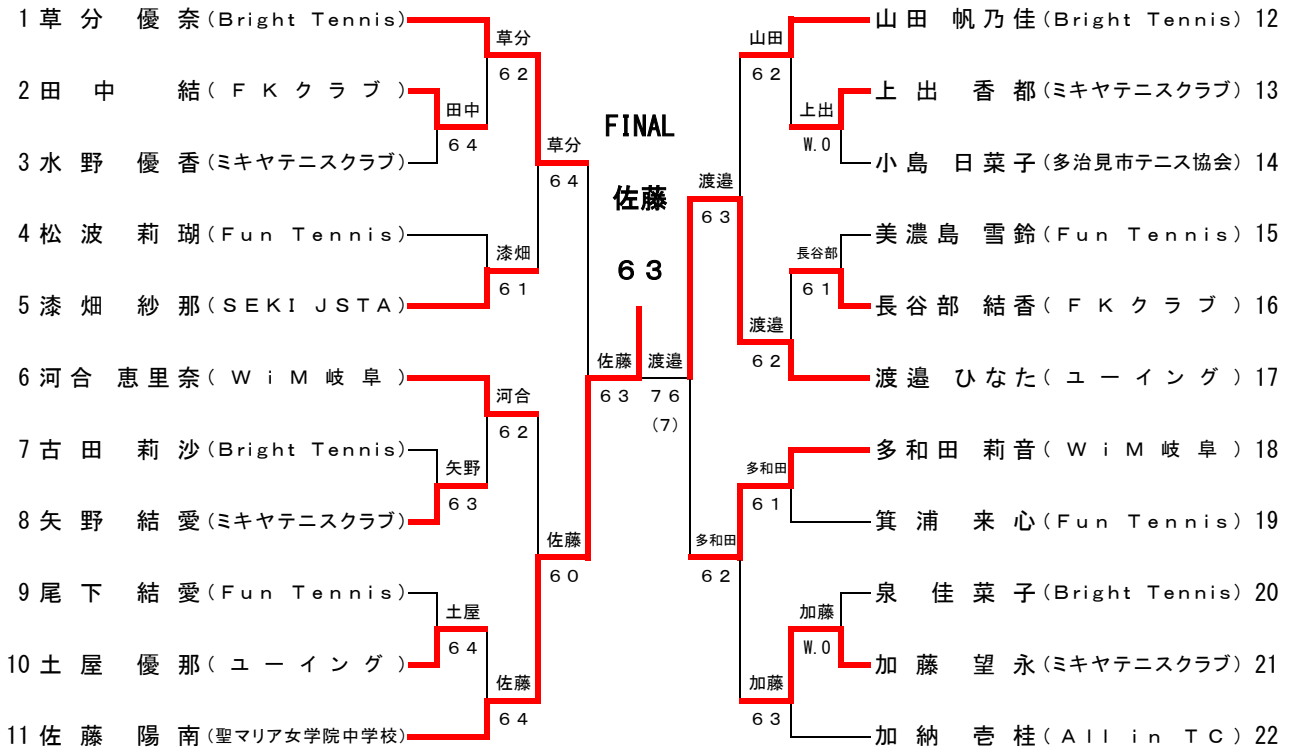 1 草分 優奈 (Bright Tennis)
2 田中 結 (FKクラブ)
3 水野 優香 (ミキヤテニスクラブ)
4 松波 莉瑚 (Fun Tennis)
5 漆畑 紗那 (SEKI JSTA)
6 河合 恵里奈 (WiM岐阜)
7 古田 莉沙 (Bright Tennis)
8 矢野 結愛 (ミキヤテニスクラブ)
9 尾下 結愛 (Fun Tennis)
10 土屋 優那 (ユーイング)
11 佐藤 陽南 (聖マリア女学院中学校)
田中
64
矢野
63
土屋
64
草分
62
漆畑
61
河合
62
佐藤
64
草分
64
佐藤
60
佐藤
63
FINAL
佐藤
63
渡邉
76
(7)
渡邉
63
多和田
62
山田
62
渡邉
62
多和田
61
加藤
63
上出
W.O
長谷部
61
加藤
W.O
山田 帆乃佳 (Bright Tennis) 12
上出 香都 (ミキヤテニスクラブ) 13
小島 日菜子 (多治見市テニス協会) 14
美濃島 雪鈴 (Fun Tennis) 15
長谷部 結香 (FKクラブ) 16
渡邉 ひなた (ユーイング) 17
多和田 莉音 (WiM岐阜) 18
箕浦 来心 (Fun Tennis) 19
泉 佳菜子 (Bright Tennis) 20
加藤 望永 (ミキヤテニスクラブ) 21
加納 壱桂 (All in TC) 22